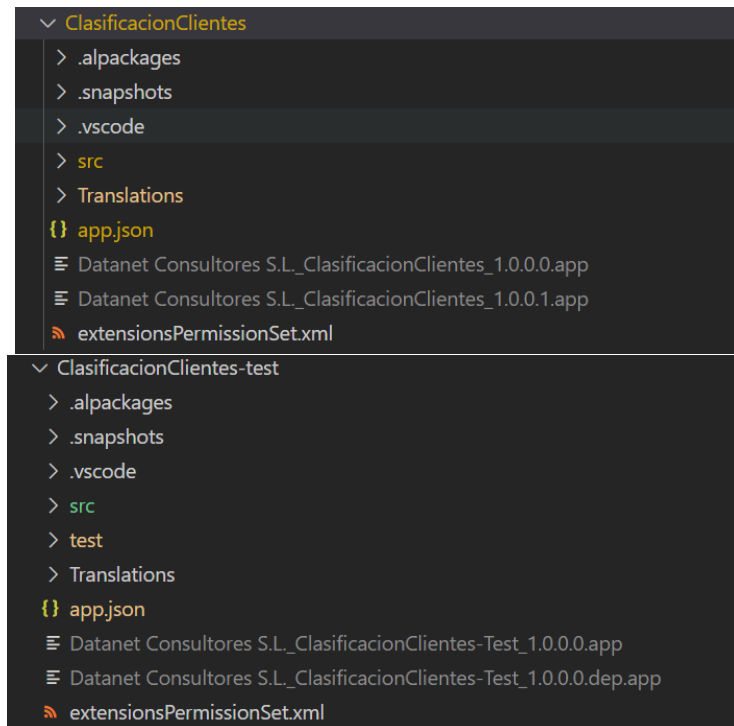 ClasificacionClientes
.alpackages
.snapshots
.vscode
src
Translations
{} app.json
Datanet Consultores S.L._ClasificacionClientes_1.0.0.0.app
Datanet Consultores S.L._ClasificacionClientes_1.0.0.1.app
extensionsPermissionSet.xml
ClasificacionClientes-test
.alpackages
.snapshots
.vscode
src
test
Translations
{} app.json
Datanet Consultores S.L._ClasificacionClientes-Test_1.0.0.0.app
Datanet Consultores S.L._ClasificacionClientes-Test_1.0.0.0.dep.app
extensionsPermissionSet.xml